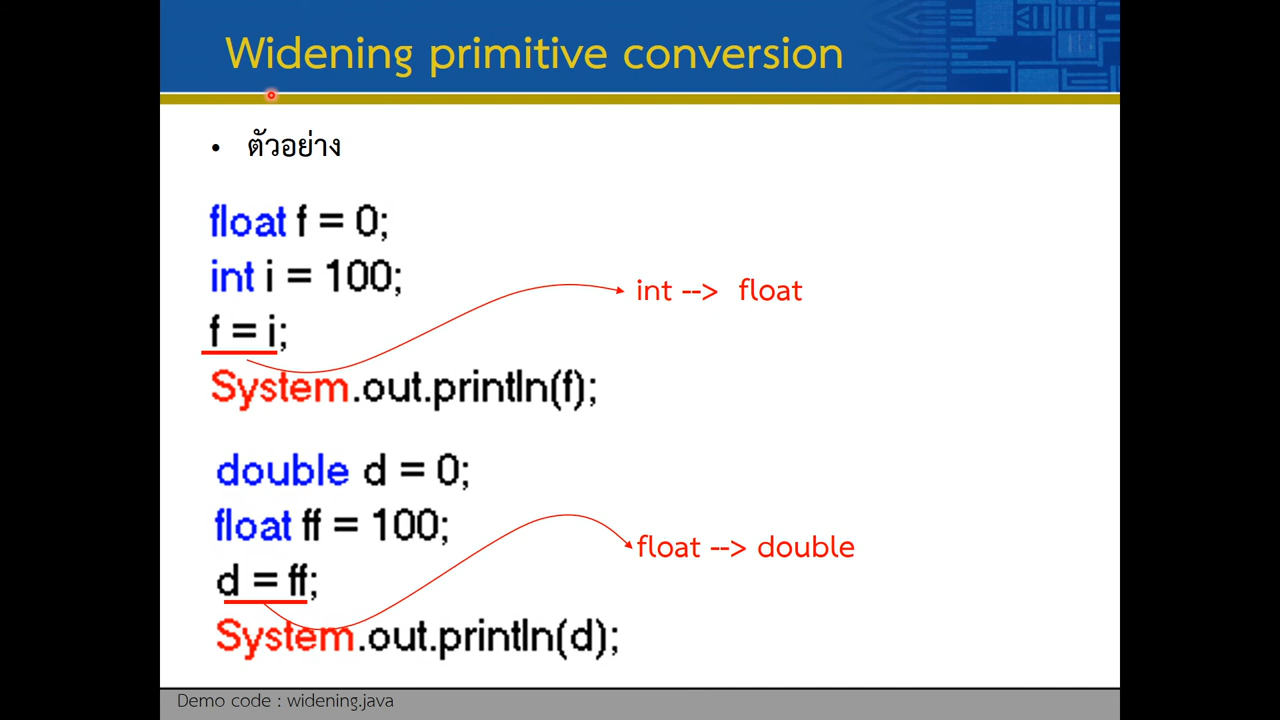 Widening primitive conversion
• ตัวอย่าง
float f = 0;
int i = 100;
int --> float
f = i;
System.out.println(f);
double d = 0;
float ff = 100;
float --> double
d = ff;
System.out.println(d);
Demo code : widening.java